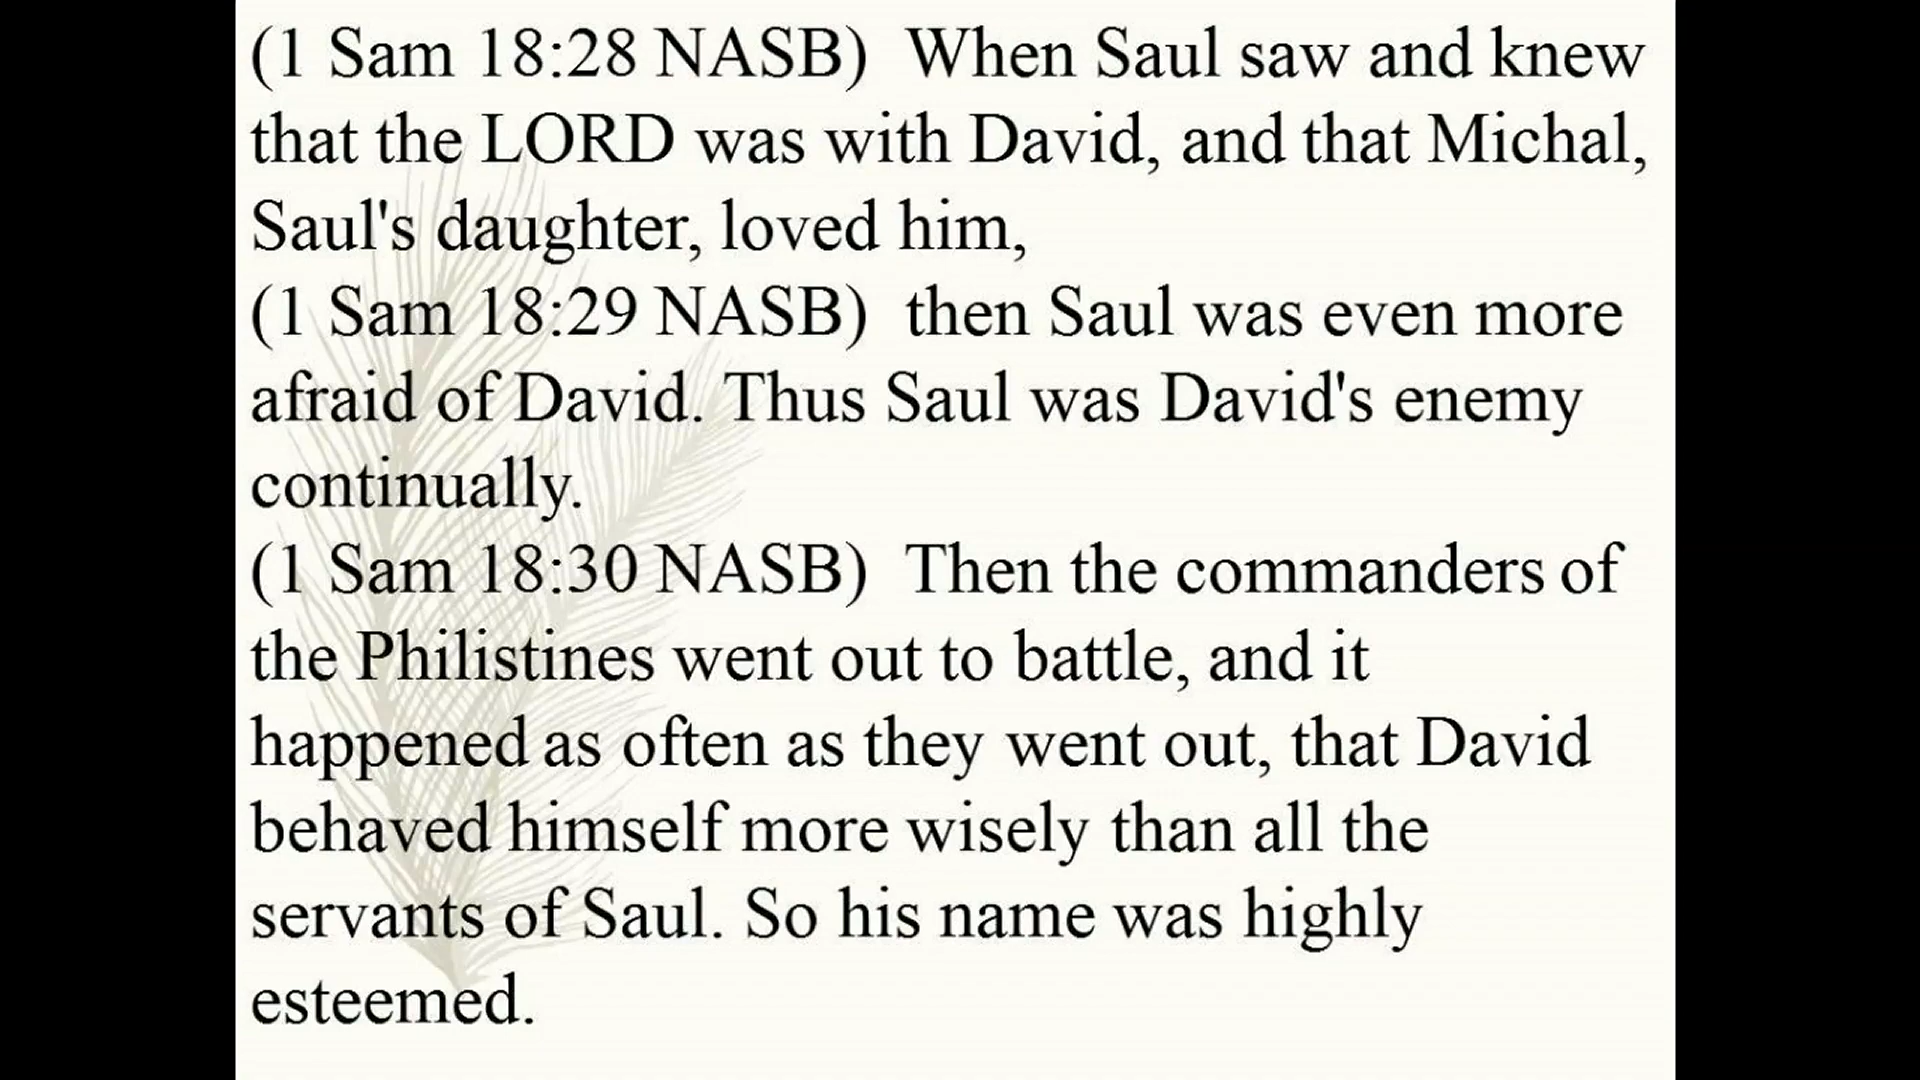 (1 Sam 18:28 NASB)  When Saul saw and knew
that the LORD was with David, and that Michal,
Saul's daughter, loved him,
(1 Sam 18:29 NASB)  then Saul was even more
afraid of David. Thus Saul was David's enemy
continually.
(1 Sam 18:30 NASB)  Then the commanders of
the Philistines went out to battle, and it
happened as often as they went out, that David
behaved himself more wisely than all the
servants of Saul. So his name was highly
esteemed.